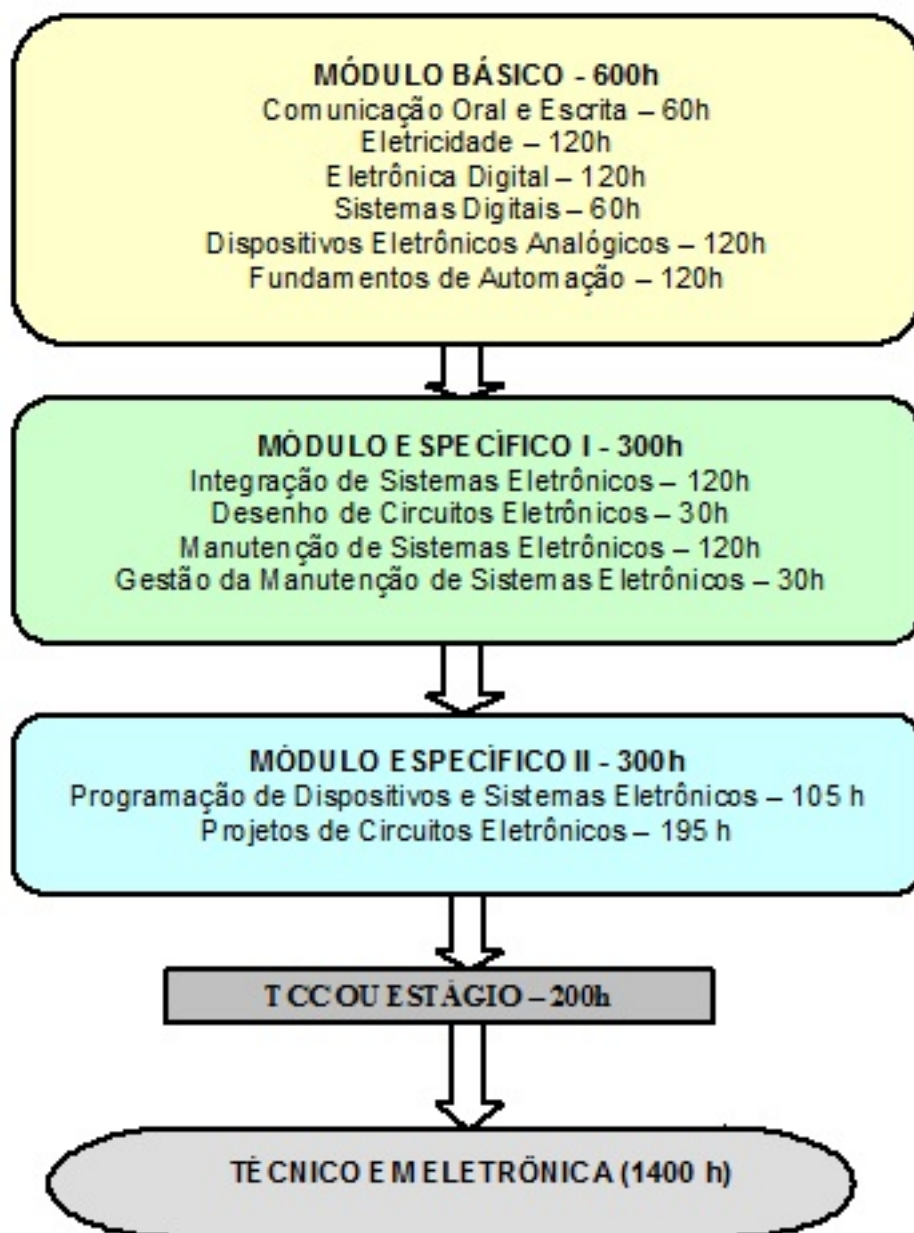 MÓDULO BÁSICO - 600h
Comunicação Oral e Escrita – 60h
Eletricidade – 120h
Eletrônica Digital – 120h
Sistemas Digitais – 60h
Dispositivos Eletrônicos Analógicos – 120h
Fundamentos de Automação – 120h
MÓDULO ESPECÍFICO I - 300h
Integração de Sistemas Eletrônicos – 120h
Desenho de Circuitos Eletrônicos – 30h
Manutenção de Sistemas Eletrônicos – 120h
Gestão da Manutenção de Sistemas Eletrônicos – 30h
MÓDULO ESPECÍFICO II - 300h
Programação de Dispositivos e Sistemas Eletrônicos – 105 h
Projetos de Circuitos Eletrônicos – 195 h
TCC OU ESTÁGIO – 200h
TÉCNICO EM ELETRÔNICA (1400 h)